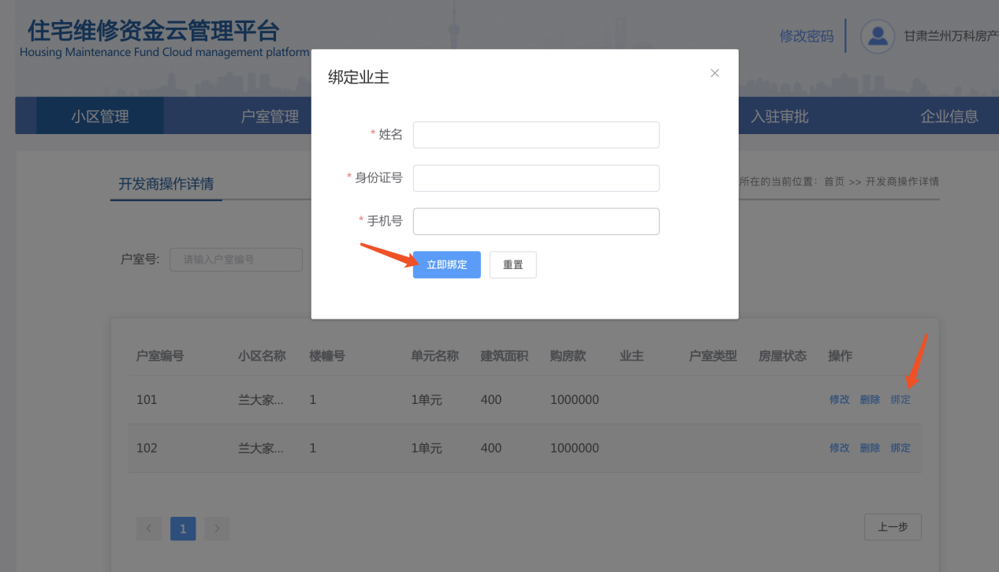 住宅维修资金云管理平台
Housing Maintenance Fund Cloud management platform
修改密码
甘肃兰州万科房产
小区管理
户室管理
入驻审批
企业信息
绑定业主
* 姓名
* 身份证号
* 手机号
立即绑定
重置
开发商操作详情
所在的当前位置: 首页 >> 开发商操作详情
户室号:
请输入户室编号
户室编号 小区名称 楼幢号 单元名称 建筑面积 购房款 业主 户室类型 房屋状态 操作
101 兰大家... 1 1单元 400 1000000 修改 删除 绑定
102 兰大家... 1 1单元 400 1000000 修改 删除 绑定
1
上一步